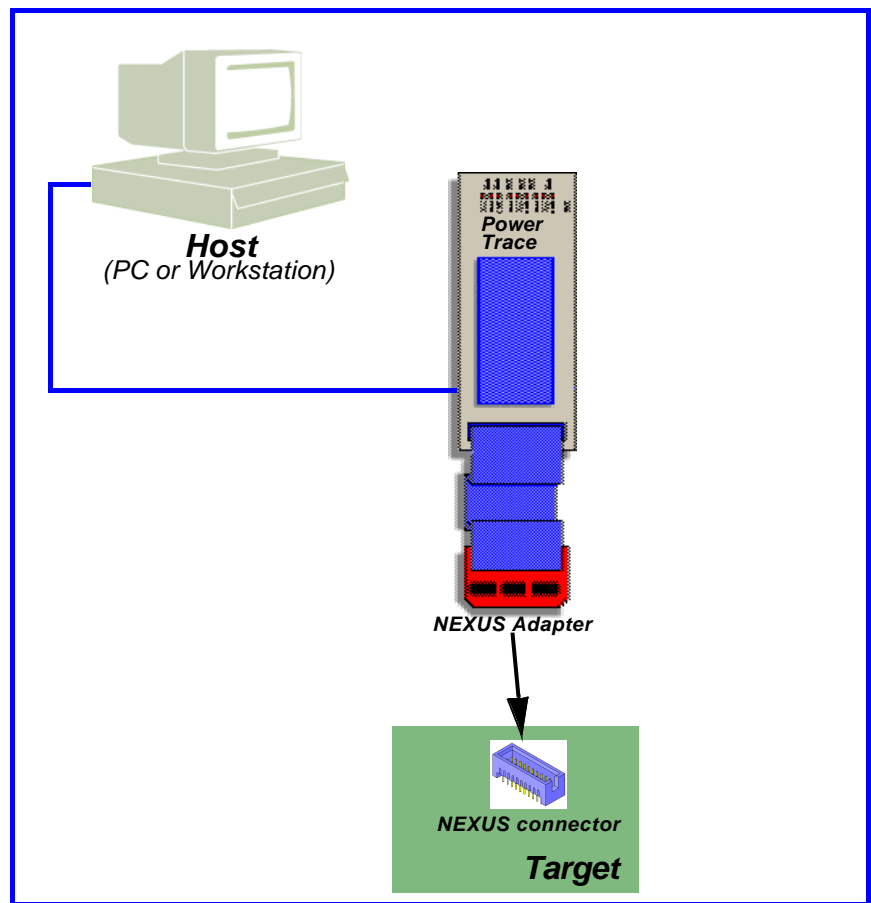 Host
(PC or Workstation)
Power
Trace
NEXUS Adapter
NEXUS connector
Target